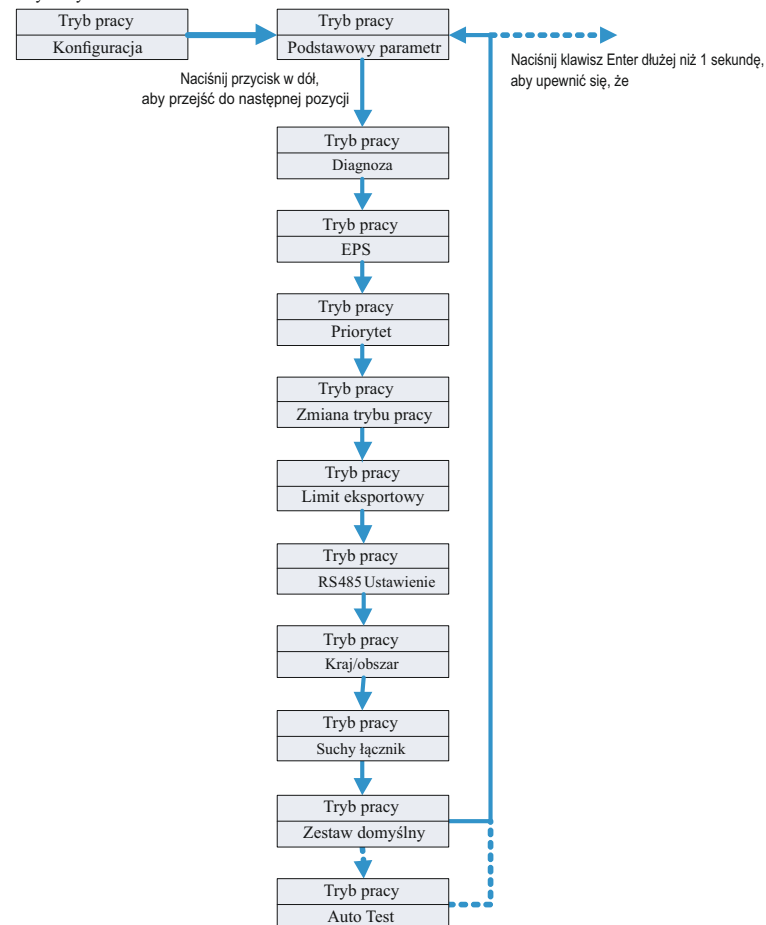 Tryb pracy
Konfiguracja
Tryb pracy
Podstawowy parametr
Naciśnij klawisz Enter dłużej niż 1 sekundę,
aby upewnić się, że
Naciśnij przycisk w dół,
aby przejść do następnej pozycji
Tryb pracy
Diagnoza
Tryb pracy
EPS
Tryb pracy
Priorytet
Tryb pracy
Zmiana trybu pracy
Tryb pracy
Limit eksportowy
Tryb pracy
RS485 Ustawienie
Tryb pracy
Kraj/obszar
Tryb pracy
Suchy łącznik
Tryb pracy
Zestaw domyślny
Tryb pracy
Auto Test